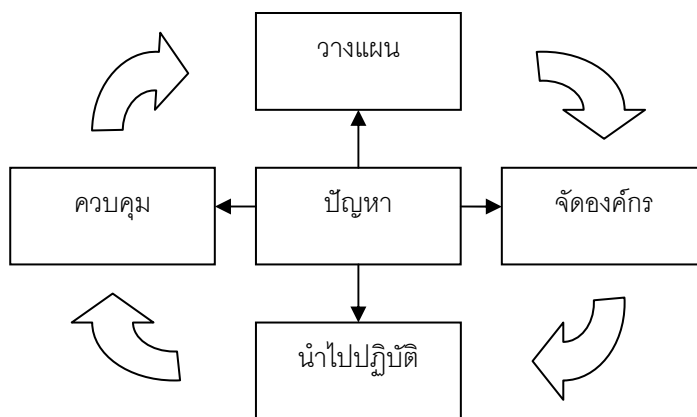 วางแผน
ควบคุม
ปัญหา
จัดองค์กร
นำไปปฏิบัติ